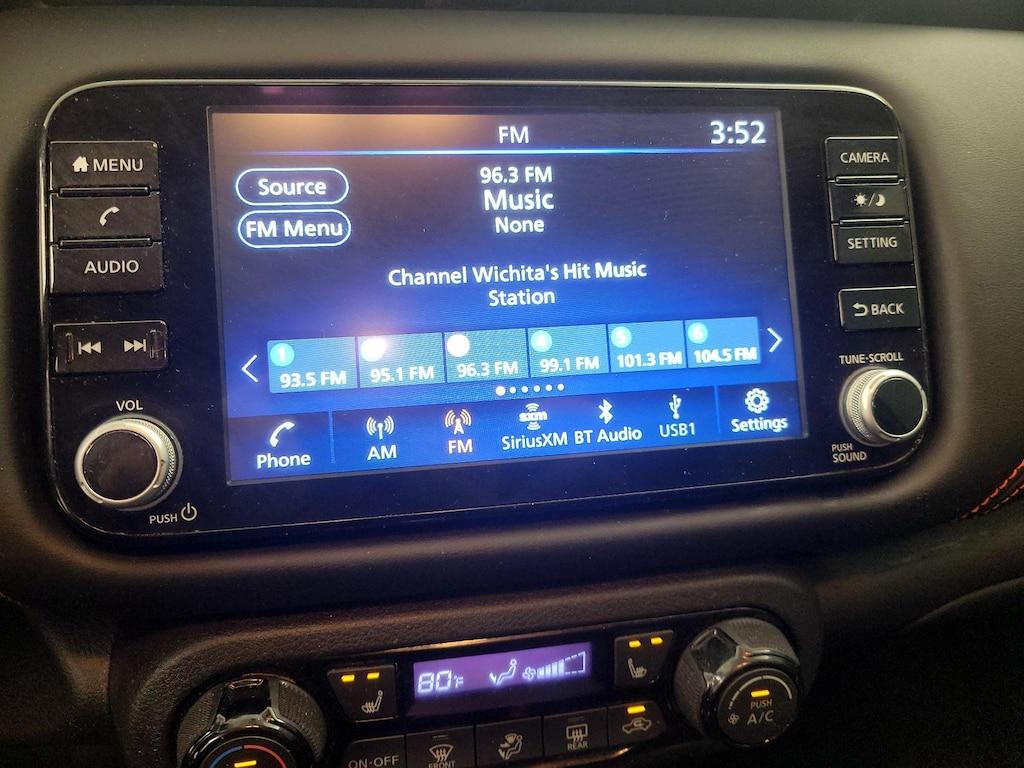 FM
3:52
MENU
AUDIO
VOL
PUSH
Source
FM Menu
96.3 FM
Music
None
Channel Wichita's Hit Music
Station
1
93.5 FM
95.1 FM
96.3 FM
4
99.1 FM
5
101.3 FM
6
104.5 FM
Phone
AM
FM
sxm
SiriusXM
BT Audio
USB1
Settings
CAMERA
SETTING
BACK
TUNE·SCROLL
PUSH
SOUND
80°F
PUSH
A/C
ON·OFF
FRONT
REAR